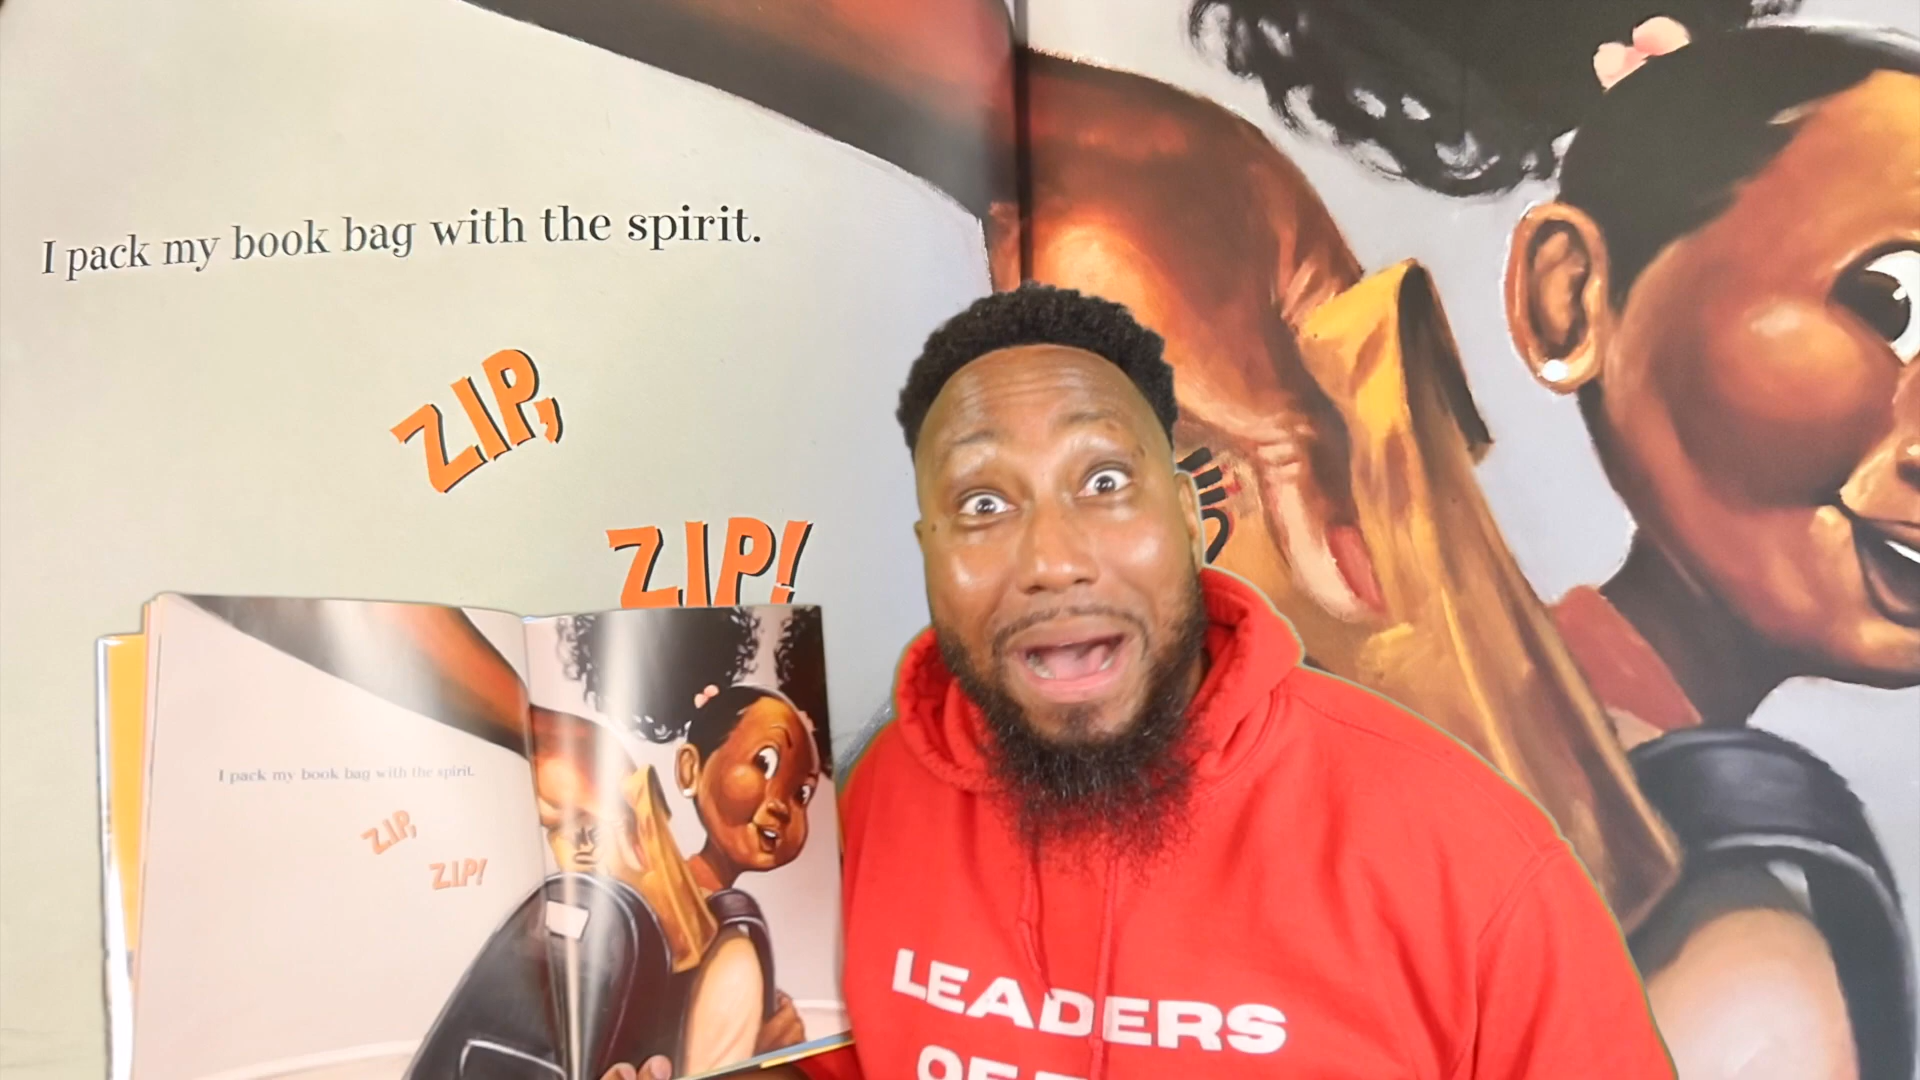 I pack my book bag with the spirit.
ZIP,
ZIP!
I pack my book bag with the spirit.
ZIP,
ZIP!
LEADERS
OF